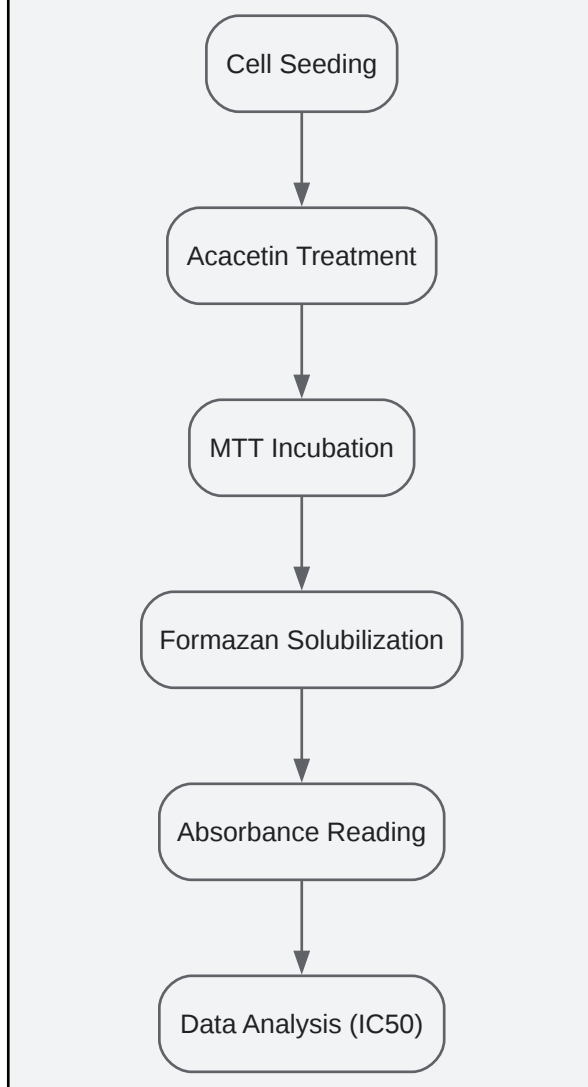 Cell Seeding
Acacetin Treatment
MTT Incubation
Formazan Solubilization
Absorbance Reading
Data Analysis (IC50)